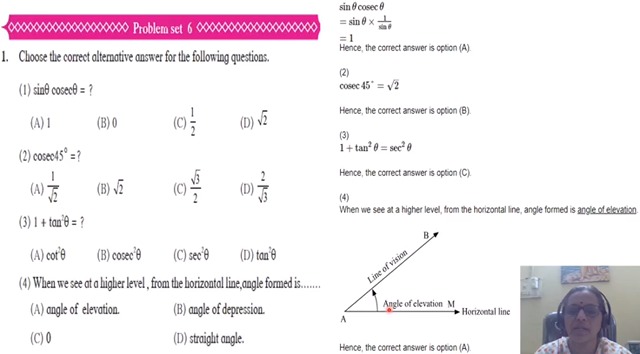 Problem set 6
1. Choose the correct alternative answer for the following questions.
(1) sinθ cosecθ = ?
(A) 1 (B) 0 (C) 1/2 (D) √2
(2) cosec45° = ?
(A) 1/√2 (B) √2 (C) √3/2 (D) 2/√3
(3) 1 + tan²θ = ?
(A) cot²θ (B) cosec²θ (C) sec²θ (D) tan²θ
(4) When we see at a higher level , from the horizontal line,angle formed is.......
(A) angle of elevation. (B) angle of depression.
(C) 0 (D) straight angle.
sin θ cosec θ
= sin θ × 1/sin θ
= 1
Hence, the correct answer is option (A).
(2)
cosec 45° = √2
Hence, the correct answer is option (B).
(3)
1 + tan² θ = sec² θ
Hence, the correct answer is option (C).
(4)
When we see at a higher level, from the horizontal line, angle formed is angle of elevation.
B
Line of vision
Angle of elevation M
Horizontal line
A
Hence, the correct answer is option (A).